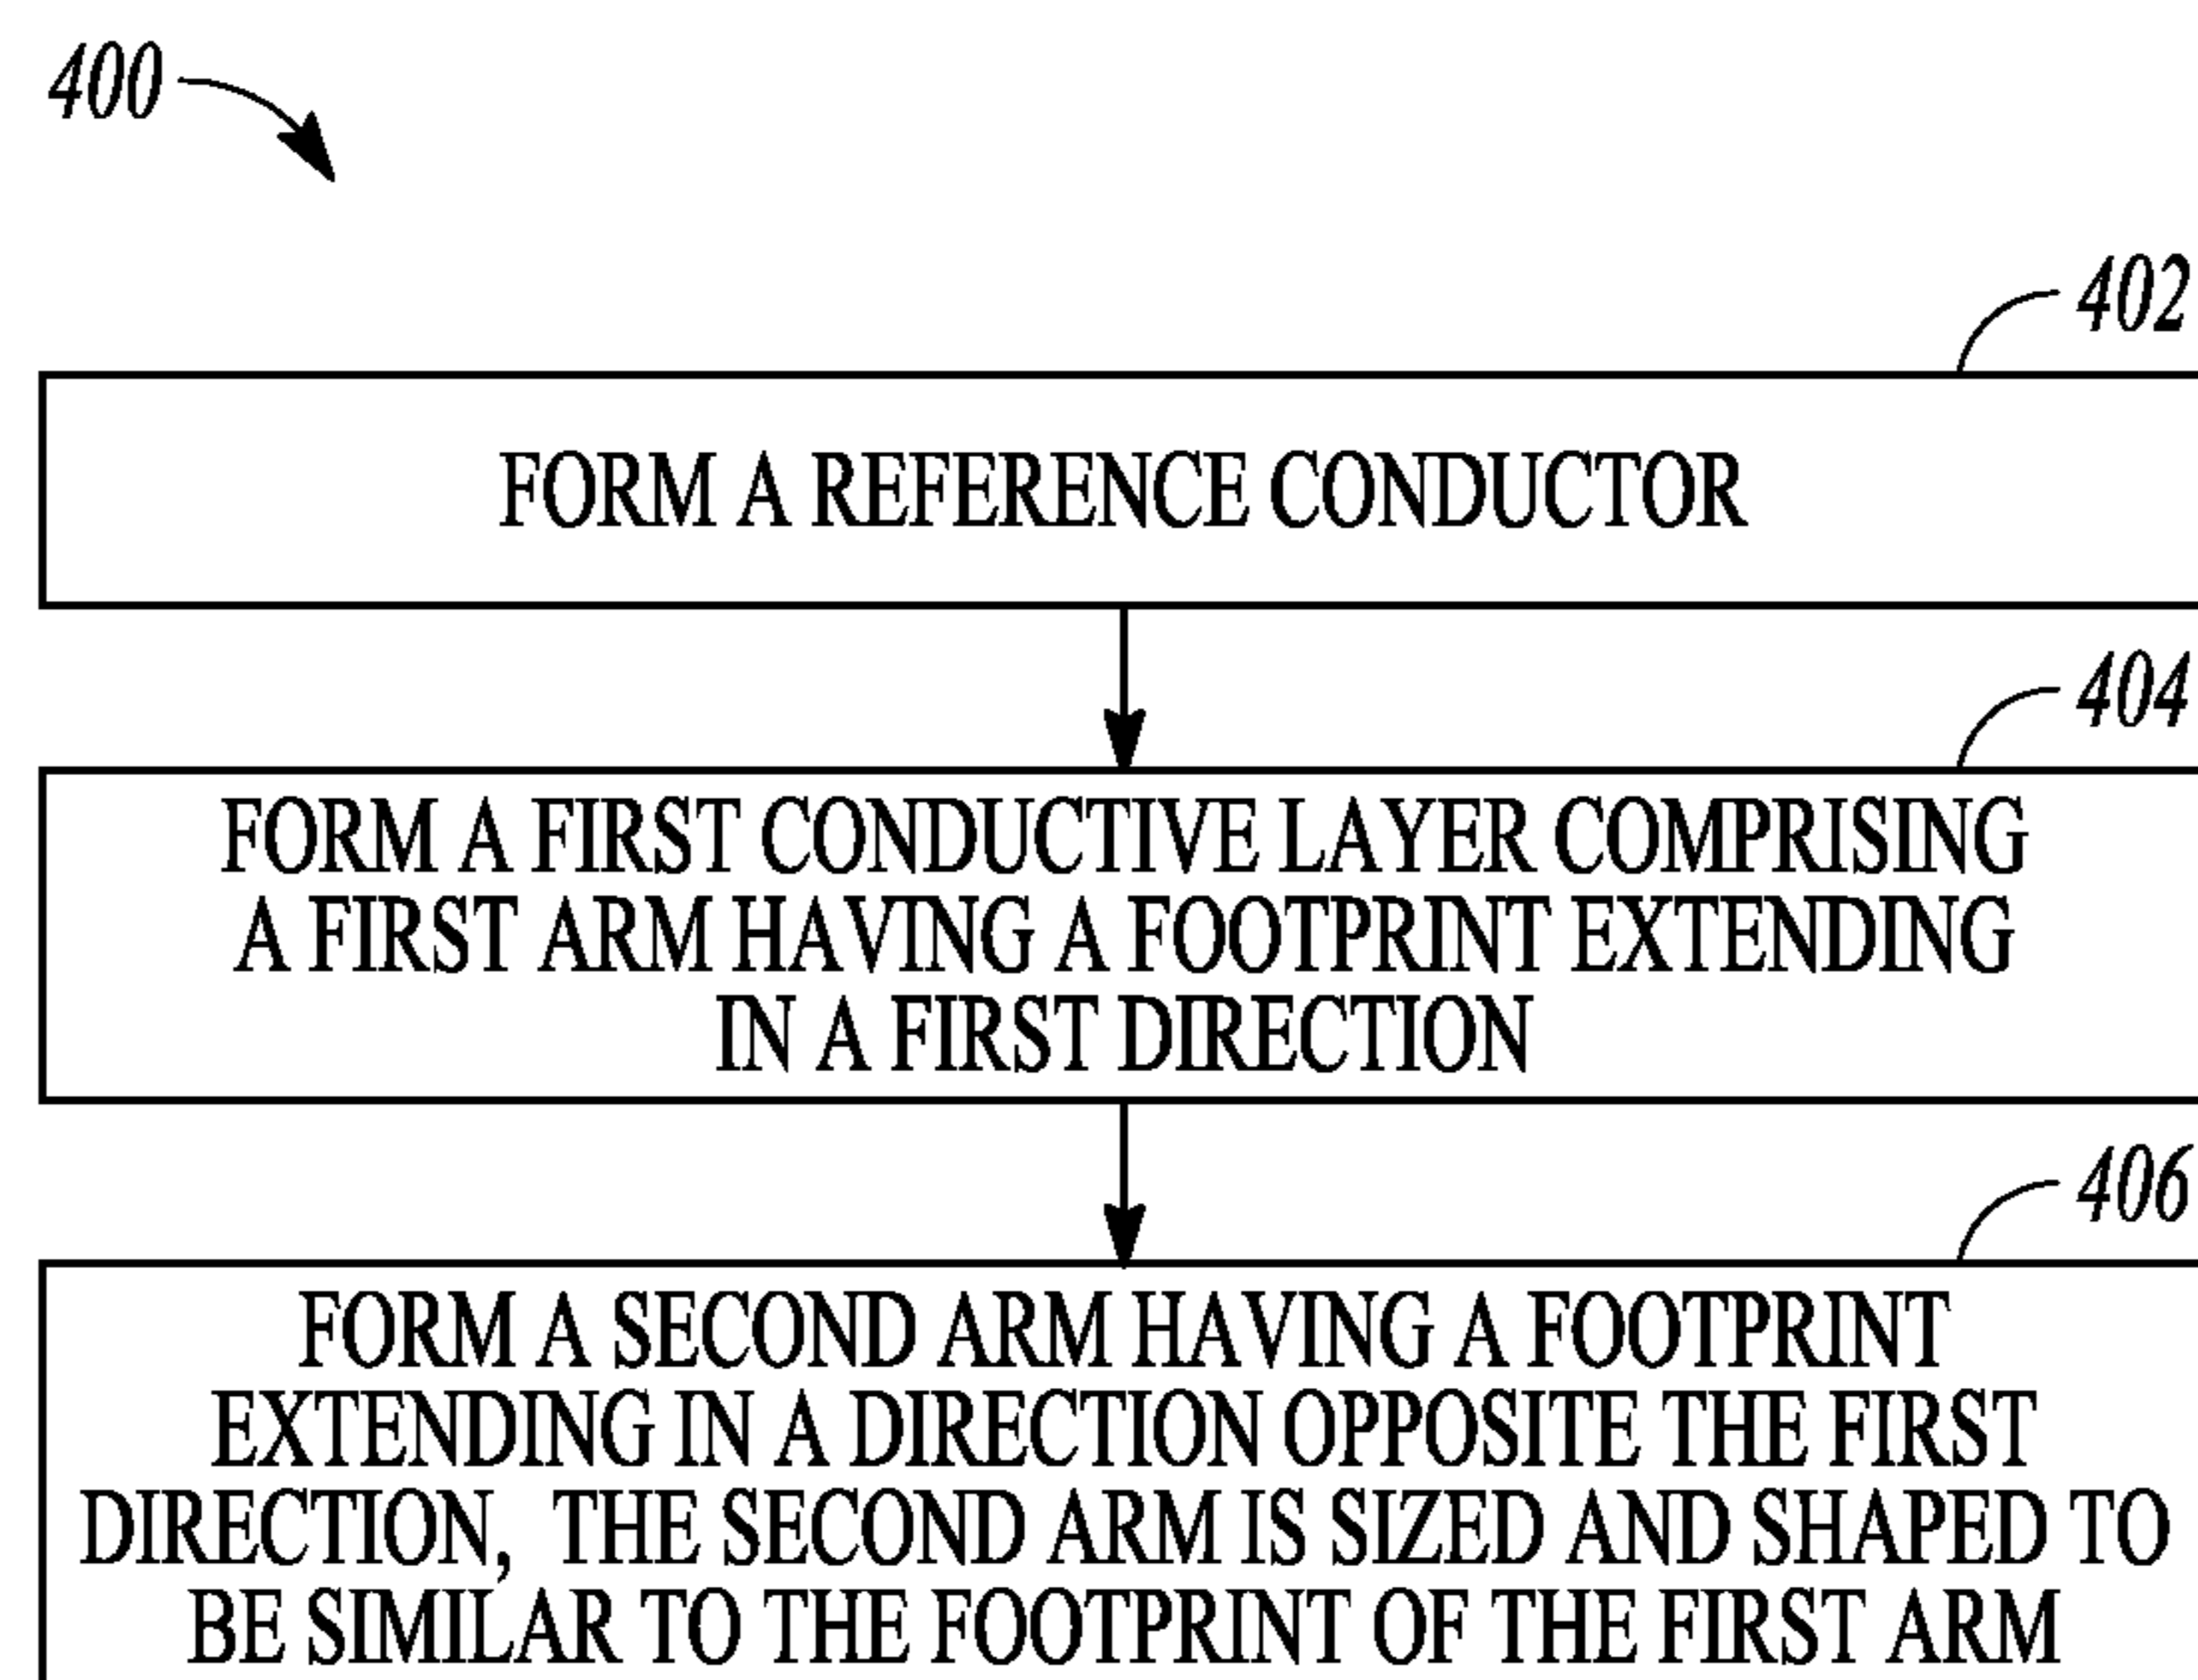 400
402
FORM A REFERENCE CONDUCTOR
404
FORM A FIRST CONDUCTIVE LAYER COMPRISING
A FIRST ARM HAVING A FOOTPRINT EXTENDING
IN A FIRST DIRECTION
406
FORM A SECOND ARM HAVING A FOOTPRINT
EXTENDING IN A DIRECTION OPPOSITE THE FIRST
DIRECTION, THE SECOND ARM IS SIZED AND SHAPED TO
BE SIMILAR TO THE FOOTPRINT OF THE FIRST ARM